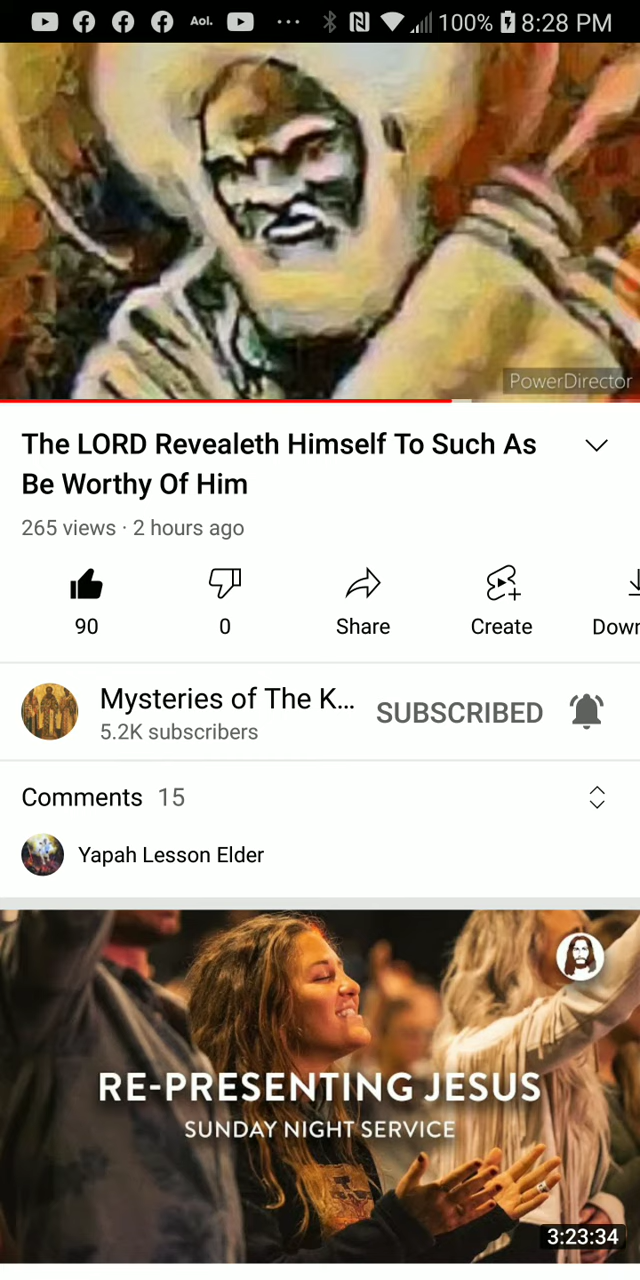 Aol. ... 100% 8:28 PM
PowerDirector
The LORD Revealeth Himself To Such As
Be Worthy Of Him
265 views · 2 hours ago
90 0 Share Create Dowr
Mysteries of The K... SUBSCRIBED
5.2K subscribers
Comments 15
Yapah Lesson Elder
RE-PRESENTING JESUS
SUNDAY NIGHT SERVICE
3:23:34